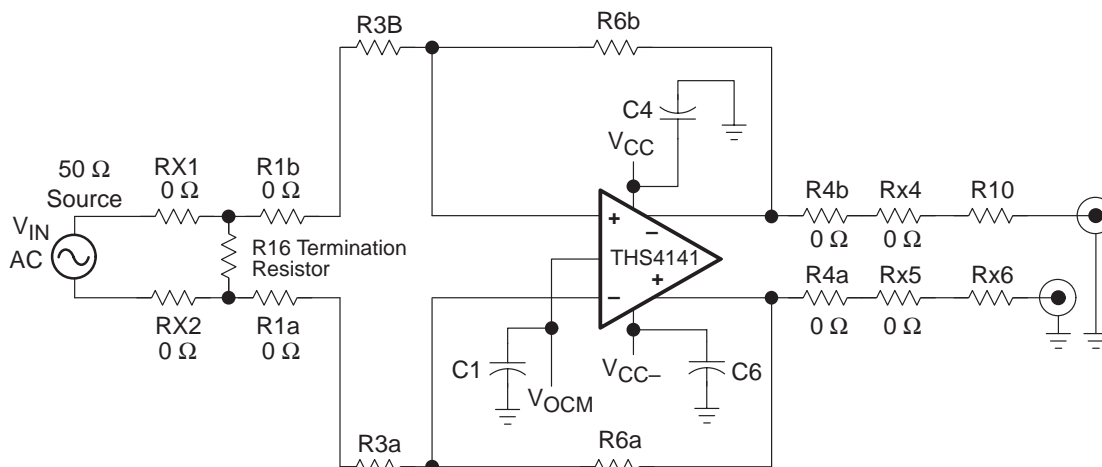 R3B
R6b
C4
VCC
50 Ω
Source
RX1
0 Ω
R1b
0 Ω
R4b
Rx4
R10
VIN
AC
R16 Termination
Resistor
+
−
THS4141
+
−
0 Ω
0 Ω
R4a
Rx5
Rx6
RX2
0 Ω
R1a
0 Ω
0 Ω
0 Ω
C1
VOCM
VCC−
C6
R3a
R6a